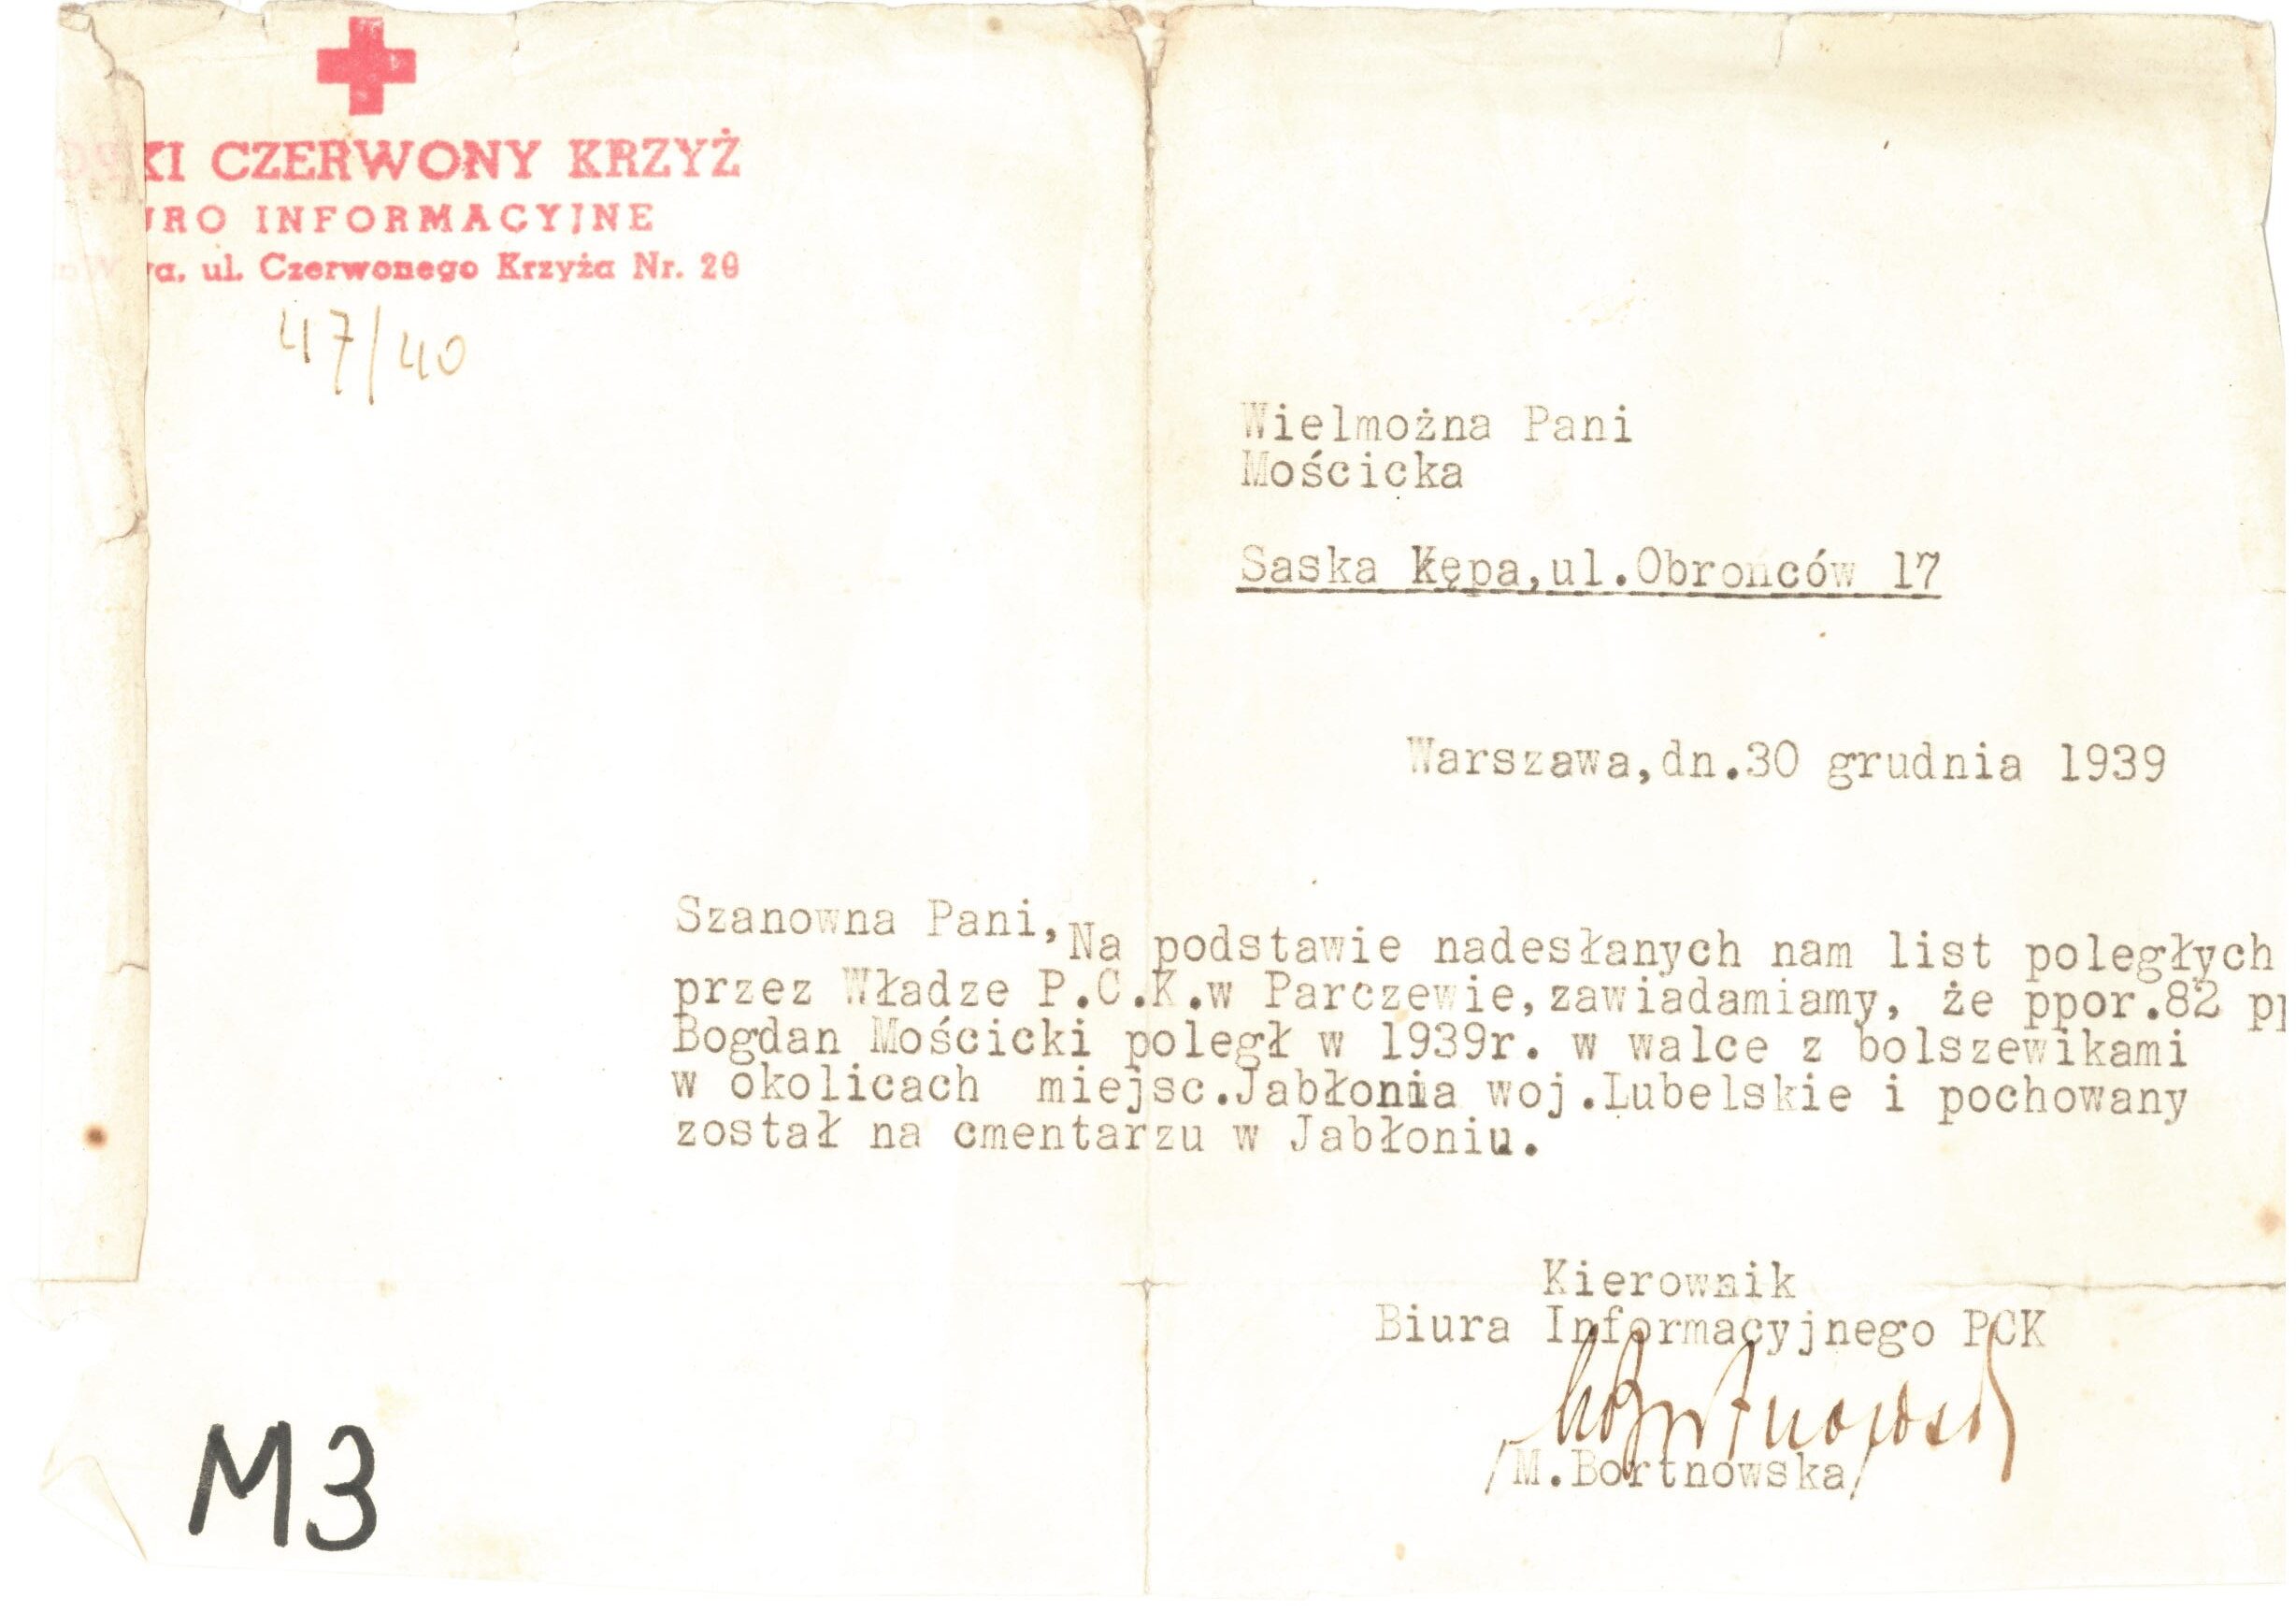 KI CZERWONY KRZYŻ
URO INFORMACYJNE
wa, ul. Czerwonego Krzyża Nr. 20
47/40
Wielmożna Pani
Mościcka
Saska Kępa,ul.Obrońców 17
Warszawa,dn.30 grudnia 1939
Szanowna Pani,Na podstawie nadesłanych nam list poległych
przez Władze P.C.K.w Parczewie,zawiadamiamy, że ppor.82 pp
Bogdan Mościcki poległ w 1939r. w walce z bolszewikami
w okolicach miejsc.Jabłonia woj.Lubelskie i pochowany
został na cmentarzu w Jabłoniu.
Kierownik
Biura Informacyjnego PCK
/M.Bortnowska/
M3